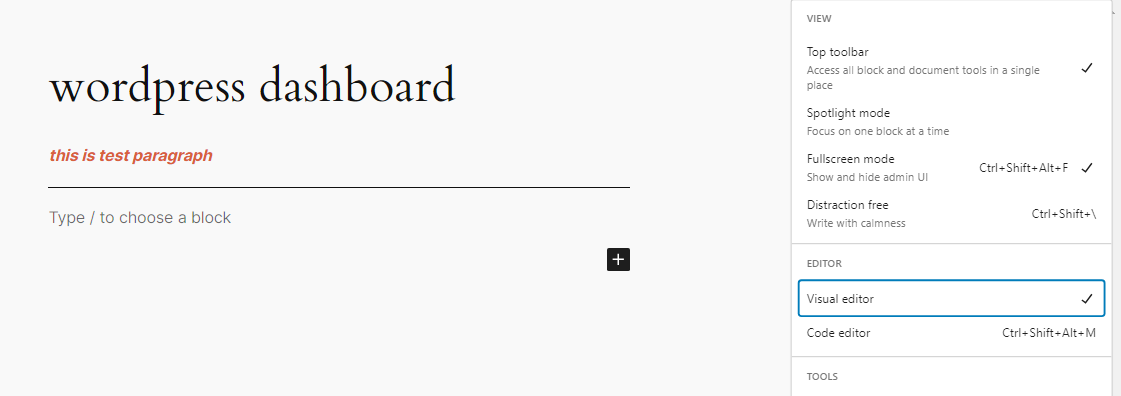 wordpress dashboard
this is test paragraph
Type / to choose a block
VIEW
Top toolbar
Access all block and document tools in a single
place
Spotlight mode
Focus on one block at a time
Fullscreen mode Ctrl+Shift+Alt+F
Show and hide admin UI
Distraction free Ctrl+Shift+\
Write with calmness
EDITOR
Visual editor
Code editor Ctrl+Shift+Alt+M
TOOLS